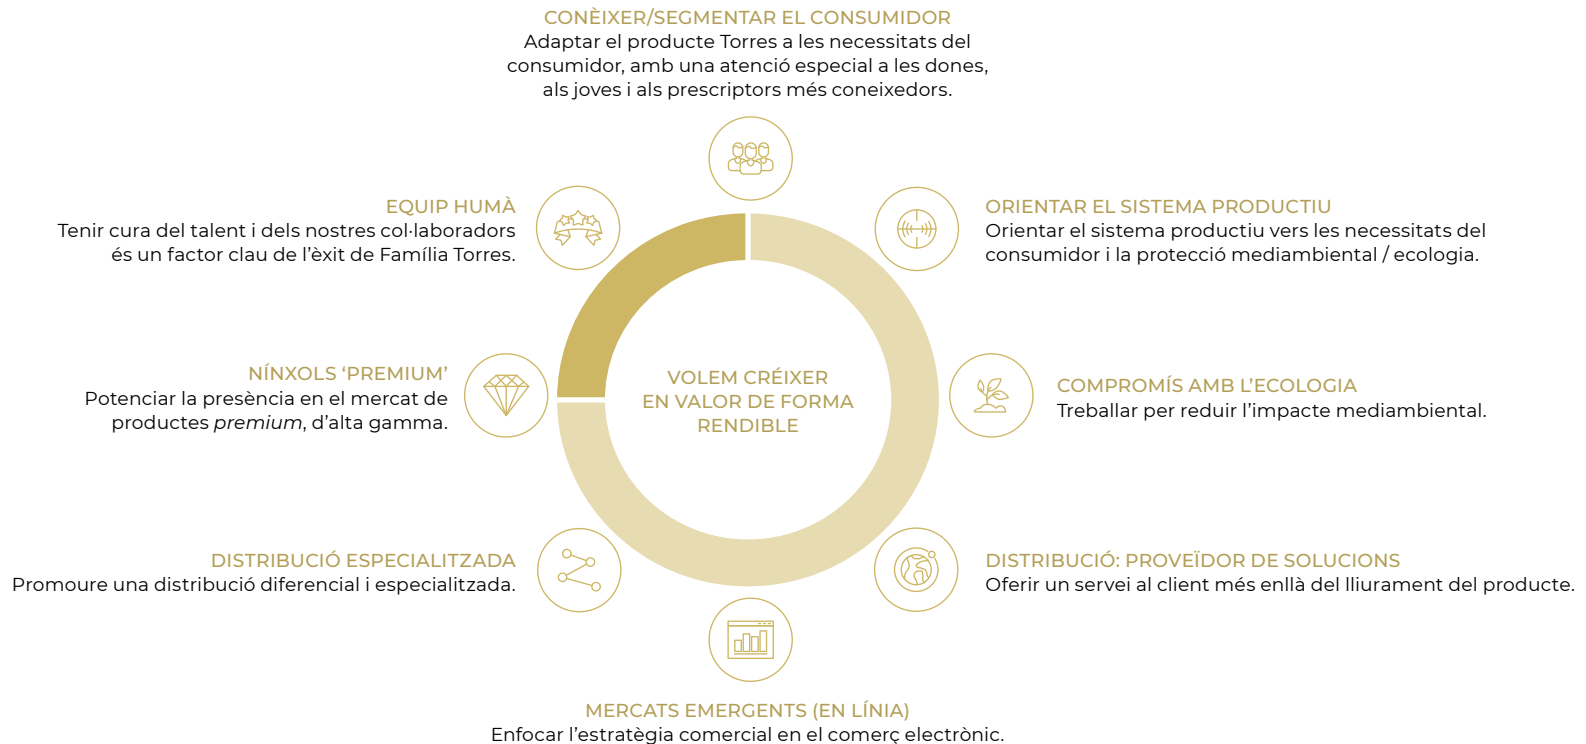 CONÈIXER/SEGMENTAR EL CONSUMIDOR
Adaptar el producte Torres a les necessitats del
consumidor, amb una atenció especial a les dones,
als joves i als prescriptors més coneixedors.
EQUIP HUMÀ
Tenir cura del talent i dels nostres col·laboradors
és un factor clau de l’èxit de Família Torres.
ORIENTAR EL SISTEMA PRODUCTIU
Orientar el sistema productiu vers les necessitats del
consumidor i la protecció mediambiental / ecologia.
NÍNXOLS ‘PREMIUM’
Potenciar la presència en el mercat de
productes premium, d’alta gamma.
VOLEM CRÉIXER
EN VALOR DE FORMA
RENDIBLE
COMPROMÍS AMB L’ECOLOGIA
Treballar per reduir l’impacte mediambiental.
DISTRIBUCIÓ ESPECIALITZADA
Promoure una distribució diferencial i especialitzada.
DISTRIBUCIÓ: PROVEÏDOR DE SOLUCIONS
Oferir un servei al client més enllà del lliurament del producte.
MERCATS EMERGENTS (EN LÍNIA)
Enfocar l’estratègia comercial en el comerç electrònic.